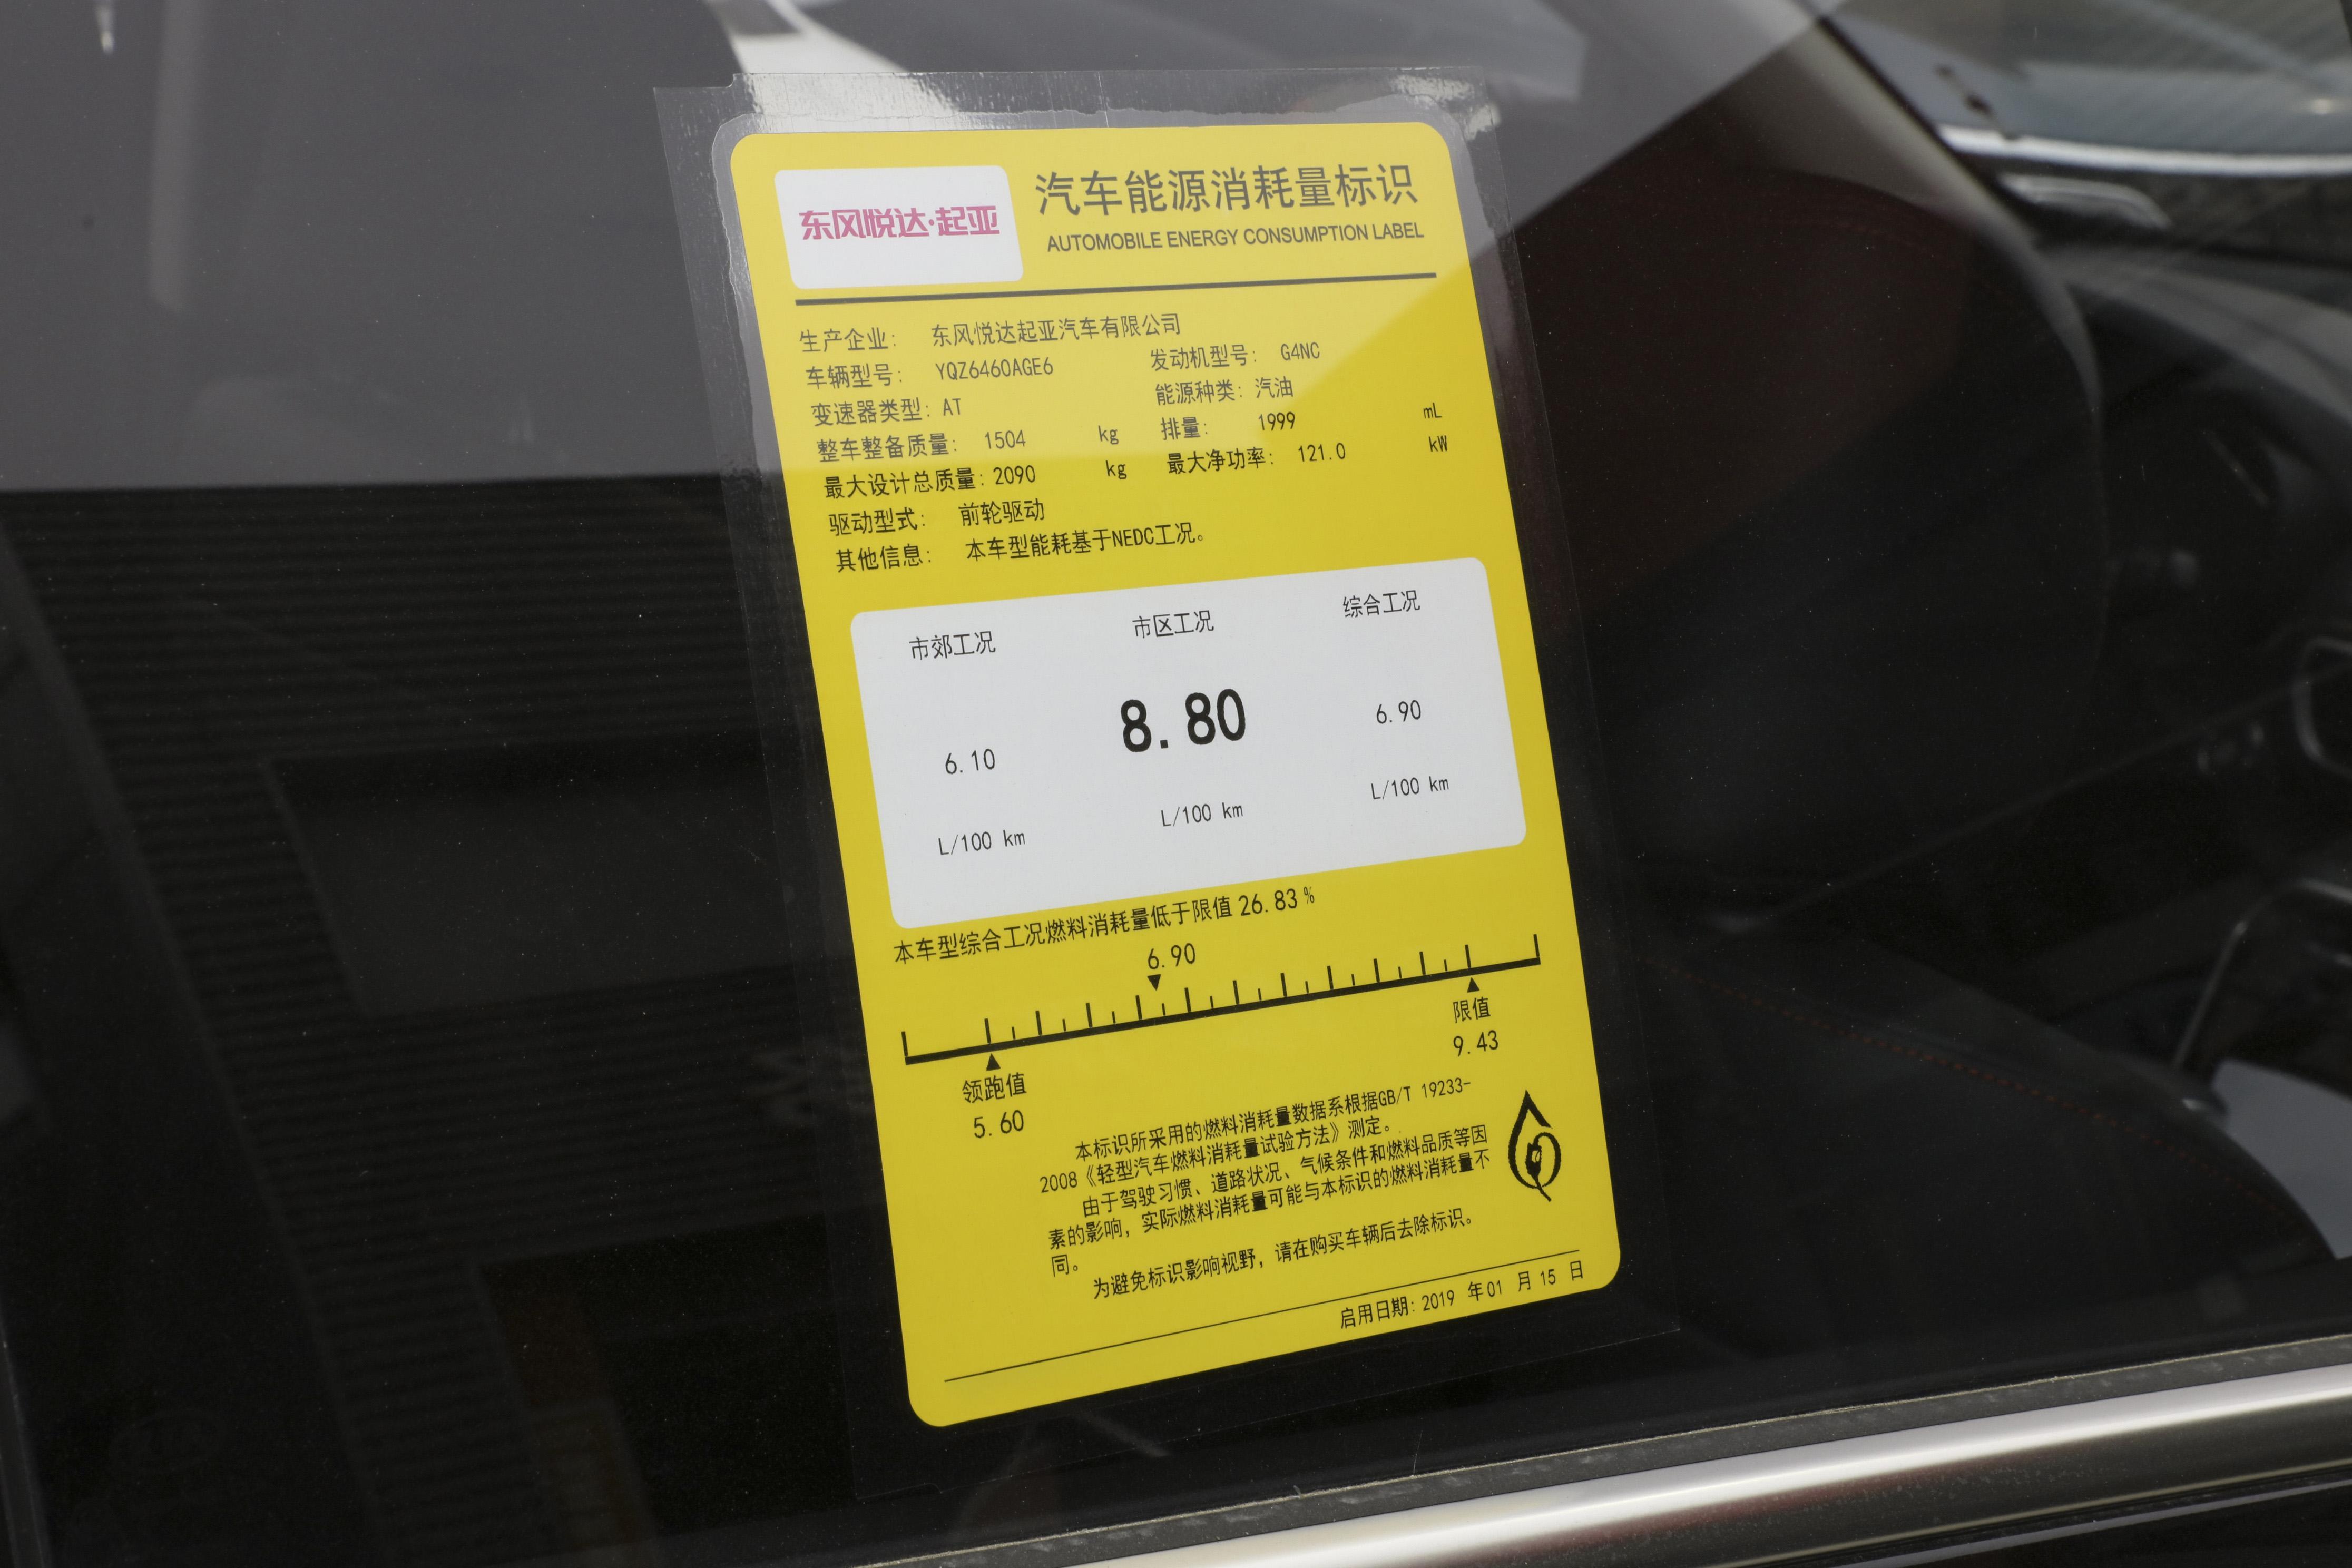 东风悦达·起亚
汽车能源消耗量标识
AUTOMOBILE ENERGY CONSUMPTION LABEL
生产企业: 东风悦达起亚汽车有限公司
车辆型号: YQZ6460AGE6 发动机型号: G4NC
变速器类型: AT 能源种类: 汽油
整车整备质量: 1504 kg 排量: 1999 mL
最大设计总质量: 2090 kg 最大净功率: 121.0 kW
驱动型式: 前轮驱动
其他信息: 本车型能耗基于NEDC工况。
市郊工况 市区工况 综合工况
6.10 8.80 6.90
L/100 km L/100 km L/100 km
本车型综合工况燃料消耗量低于限值 26.83 %
6.90
领跑值 限值
5.60 9.43
本标识所采用的燃料消耗量数据系根据GB/T 19233-
2008《轻型汽车燃料消耗量试验方法》测定。
由于驾驶习惯、道路状况、气候条件和燃料品质等因
素的影响, 实际燃料消耗量可能与本标识的燃料消耗量不
同。
为避免标识影响视野, 请在购买车辆后去除标识。
启用日期: 2019 年 01 月 15 日